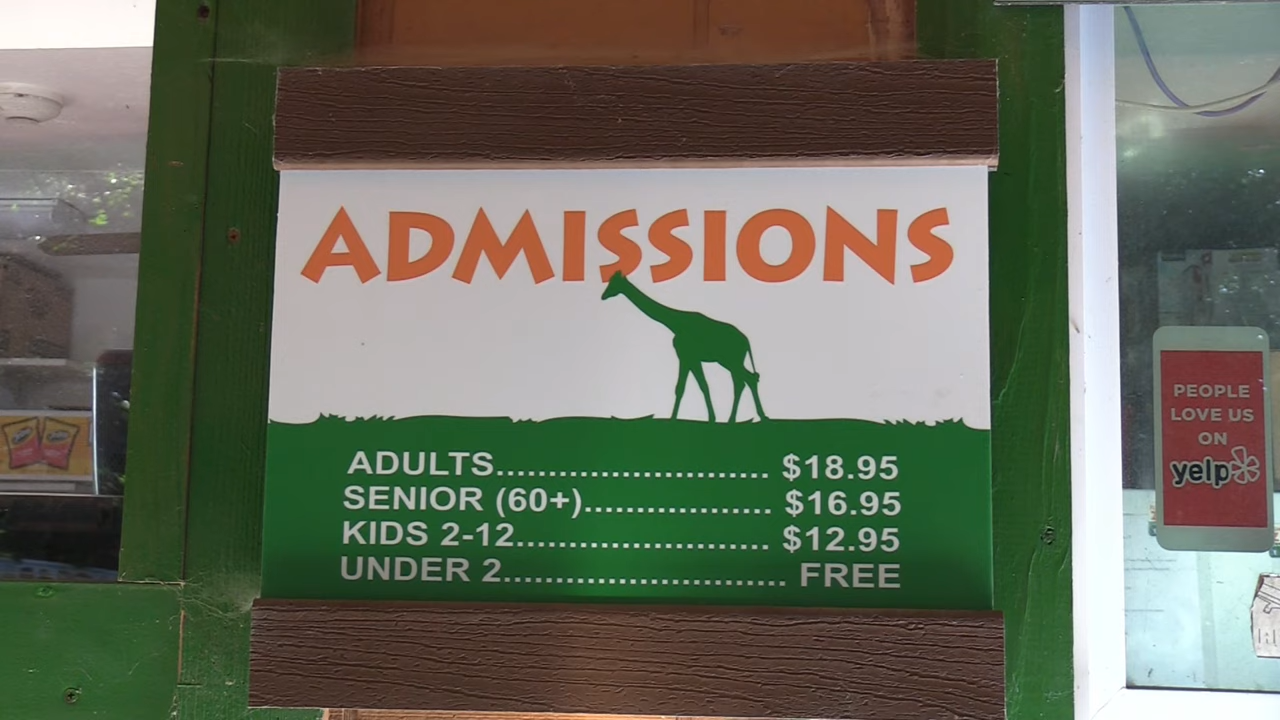 ADMISSIONS
ADULTS.......................... $18.95
SENIOR (60+).................. $16.95
KIDS 2-12........................ $12.95
UNDER 2........................... FREE
PEOPLE
LOVE US
ON
yelp